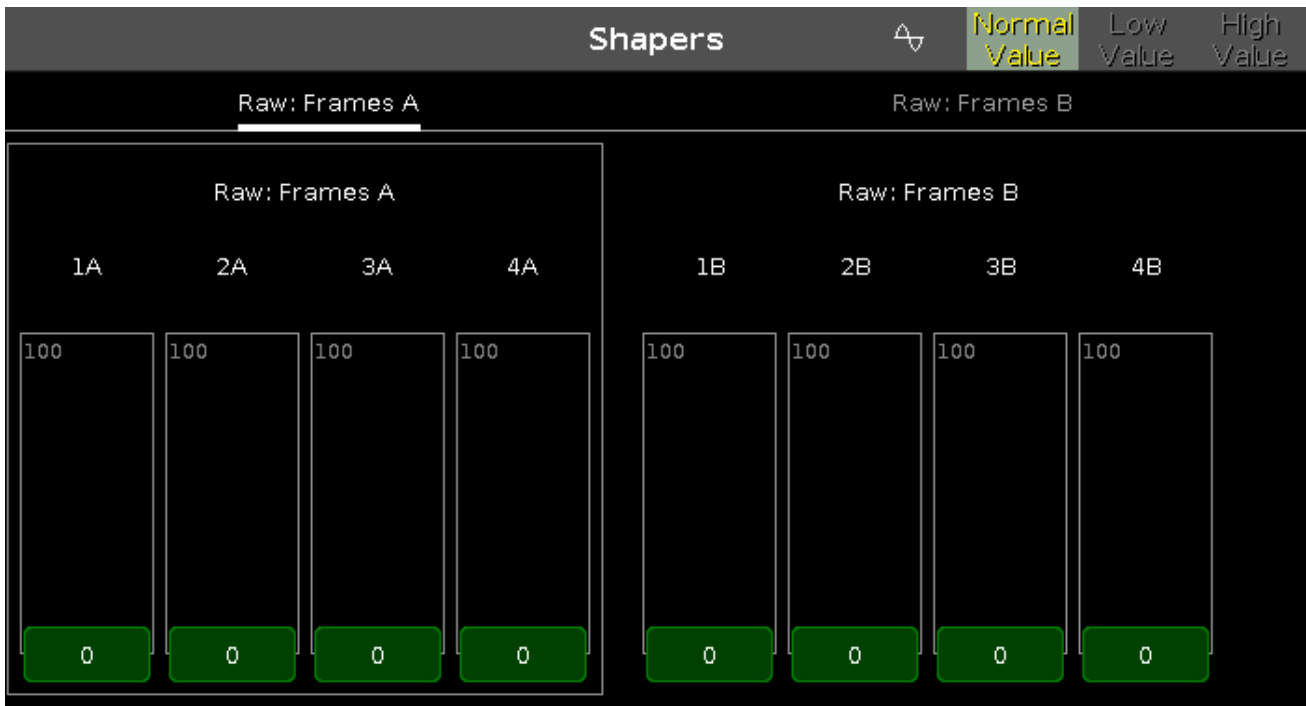 Shapers
Normal Value
Low Value
High Value
Raw: Frames A
Raw: Frames B
Raw: Frames A
Raw: Frames B
1A 2A 3A 4A 1B 2B 3B 4B
100 100 100 100 100 100 100 100
0 0 0 0 0 0 0 0